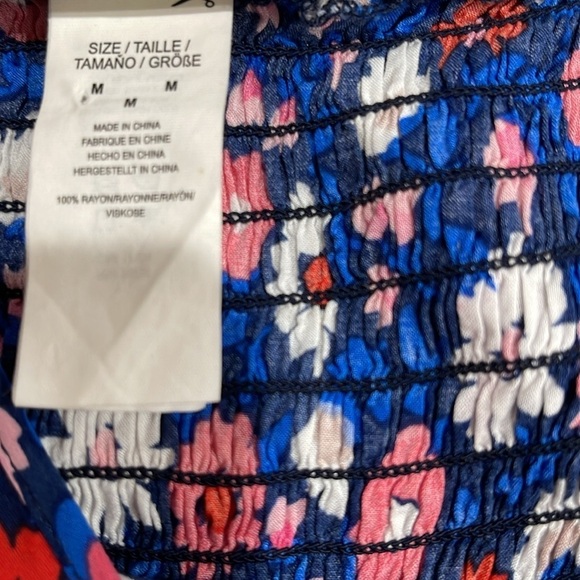 SIZE / TAILLE /
TAMAÑO / GRÖßE
M M
M
MADE IN CHINA
FABRIQUE EN CHINE
HECHO EN CHINA
HERGESTELLT IN CHINA
100% RAYON/RAYONNE/RAYÓN/
VISKOSE